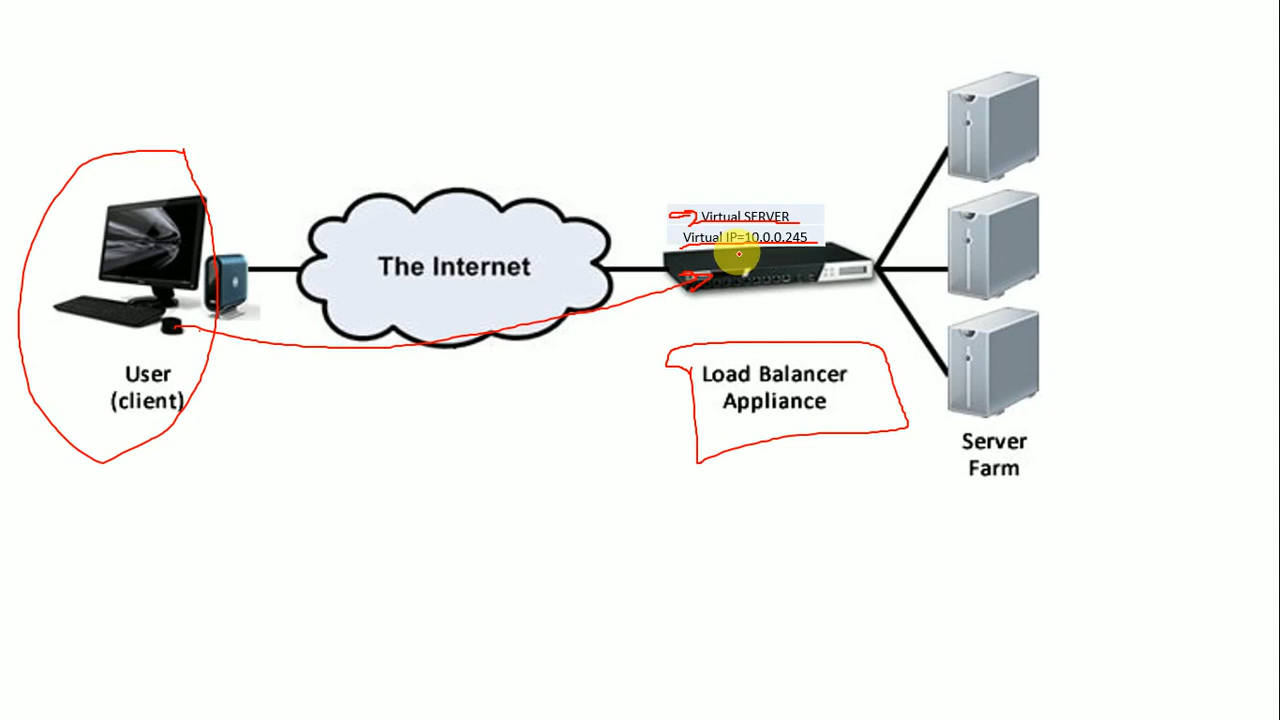 Virtual SERVER
Virtual IP=10.0.0.245
The Internet
User
(client)
Load Balancer
Appliance
Server
Farm